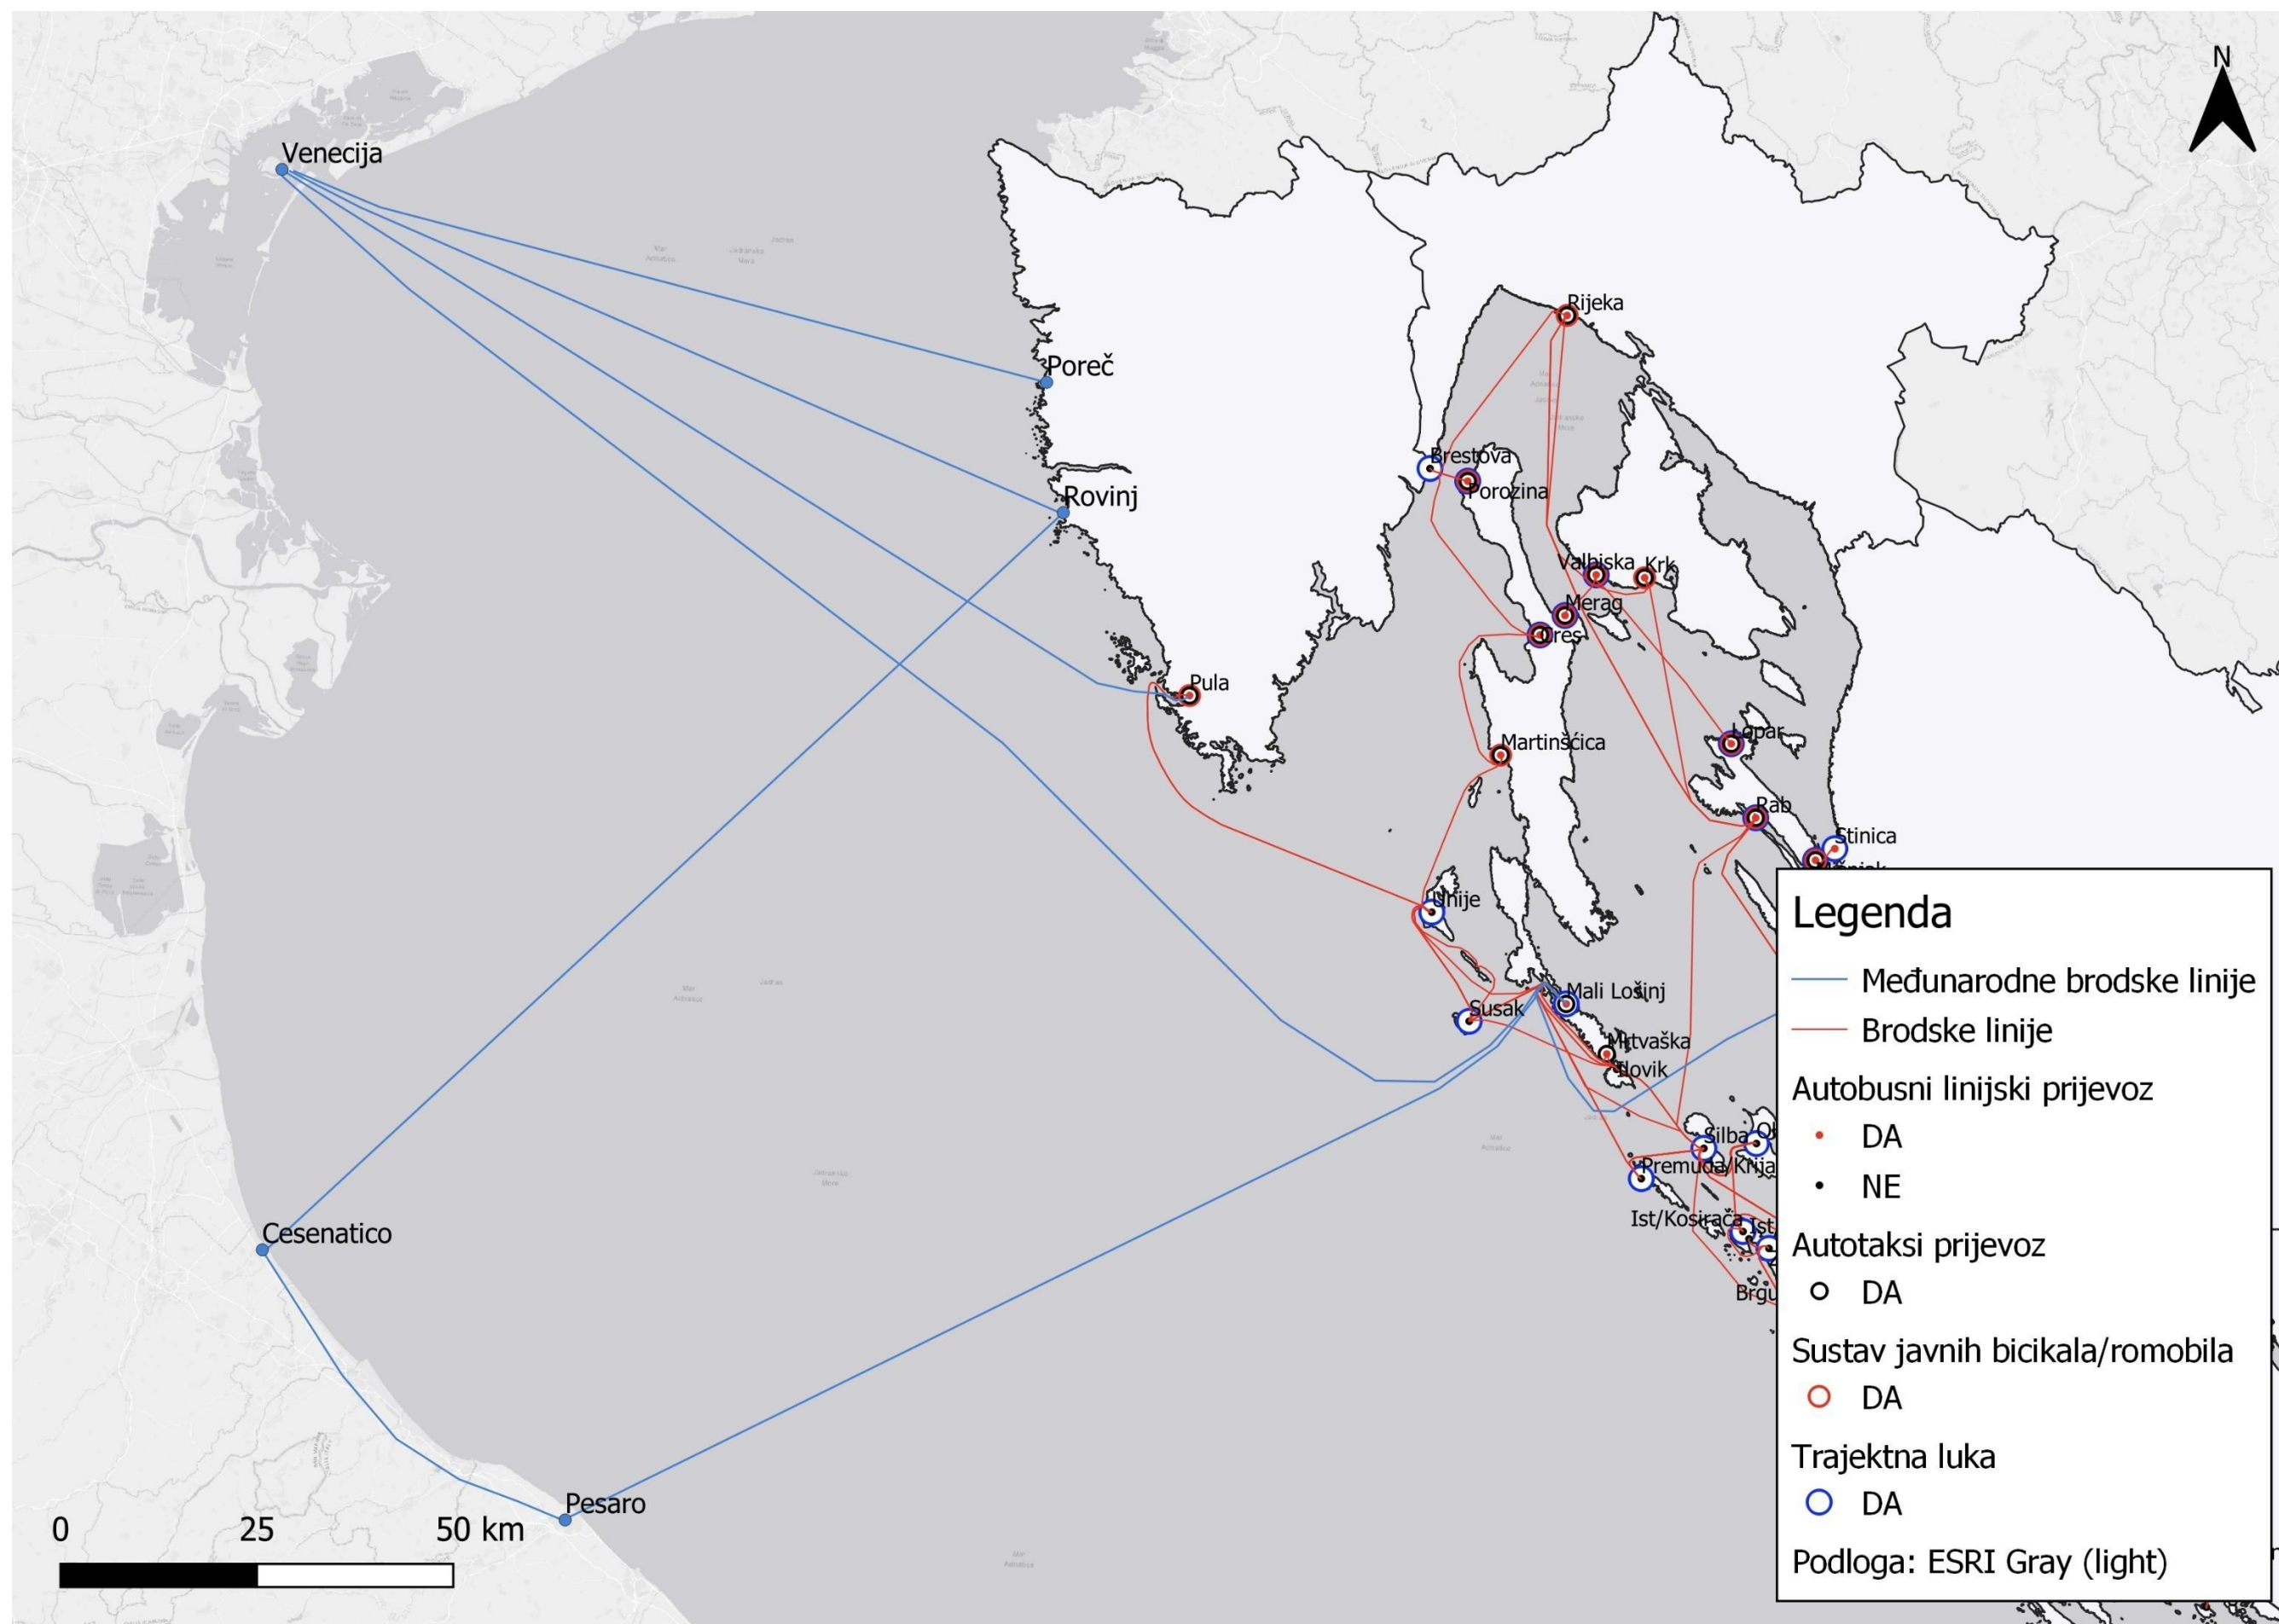 N
Venecija
Rijeka
Poreč
Brestova
Porozina
Rovinj
Valbiska
Krk
Merag
Cres
Pula
Lopar
Martinšćica
Rab
Stinica
Unije
Mali Lošinj
Susak
Mrtvaška
Ilovik
Silba
Premuda/Krija
Ist/Kosirača
Ist
Brgu
Cesenatico
Pesaro
0 25 50 km
Legenda
Međunarodne brodske linije
Brodske linije
Autobusni linijski prijevoz
DA
NE
Autotaksi prijevoz
DA
Sustav javnih bicikala/romobila
DA
Trajektna luka
DA
Podloga: ESRI Gray (light)